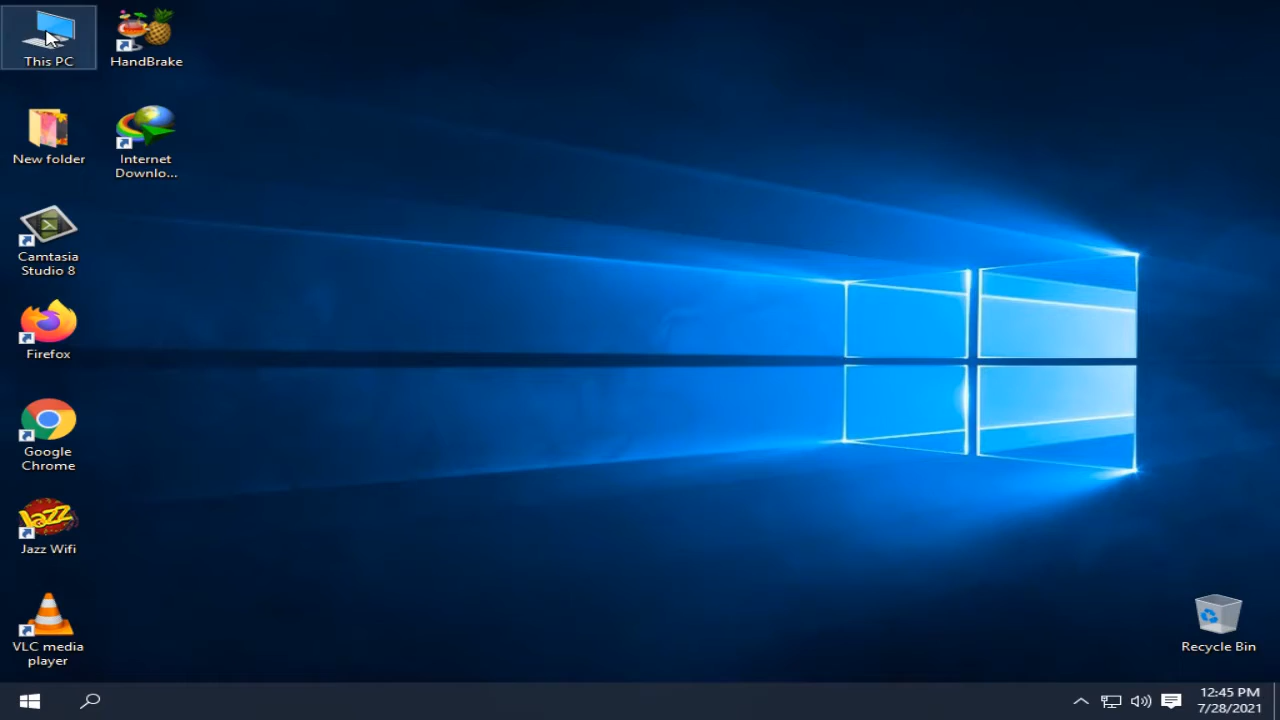 This PC
HandBrake
New folder
Internet
Downlo...
Camtasia
Studio 8
Firefox
Google
Chrome
Jazz
Jazz Wifi
VLC media
player
Recycle Bin
12:45 PM
7/28/2021